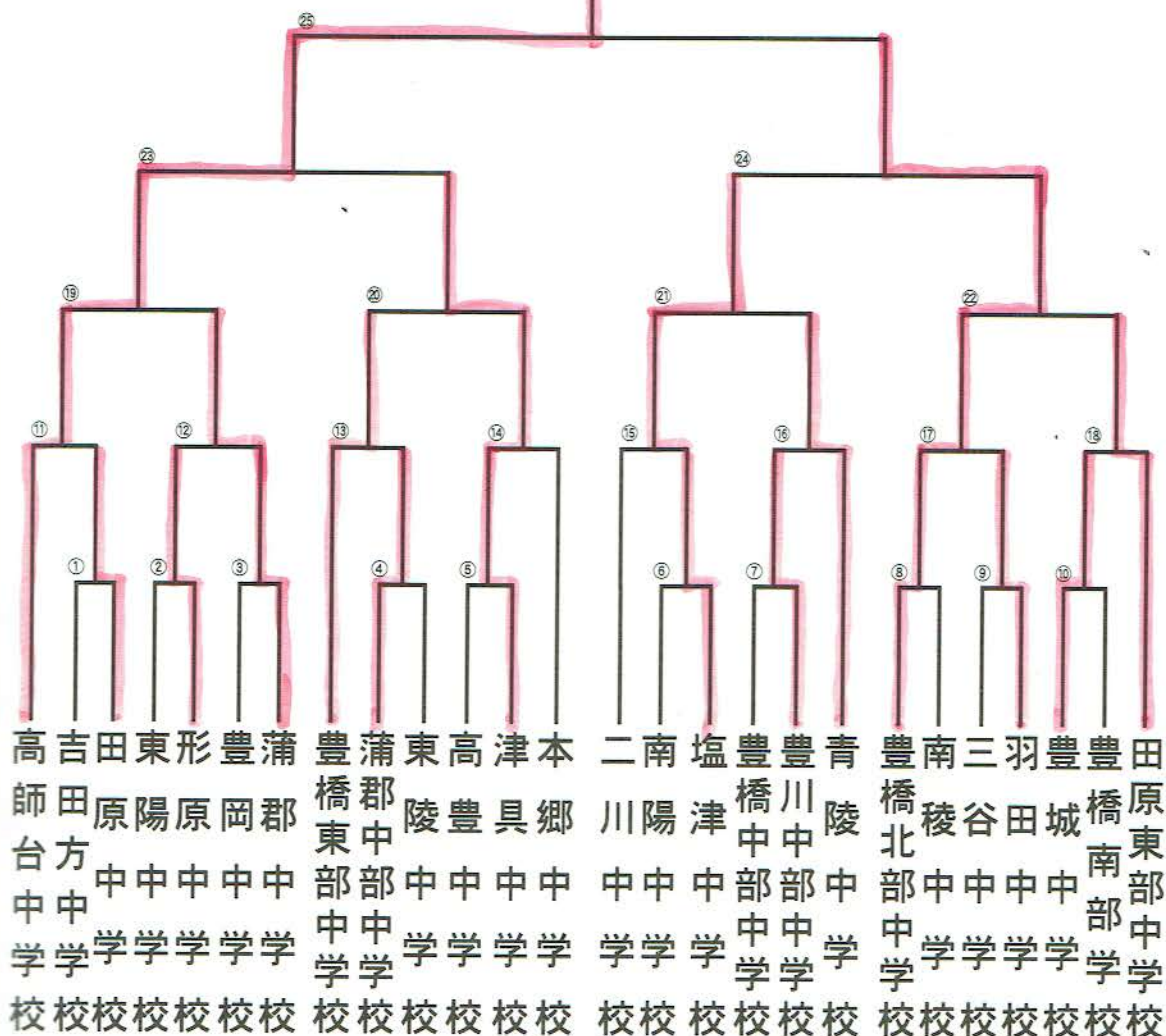 ㉕
㉓
㉔
⑲
⑳
㉑
㉒
⑪
⑫
⑬
⑭
⑮
⑯
⑰
⑱
①
②
③
④
⑤
⑥
⑦
⑧
⑨
⑩
高師台中学校
吉田方中学校
田原中学校
東陽中学校
形原中学校
豊岡中学校
蒲郡中学校
豊橋東部中学校
蒲郡中部中学校
東陵中学校
高豊中学校
津具中学校
本郷中学校
二川中学校
南陽中学校
塩津中学校
豊橋中部中学校
豊川中部中学校
青陵中学校
豊橋北部中学校
南稜中学校
三谷中学校
羽田中学校
豊城中学校
豊橋南部学校
田原東部中学校